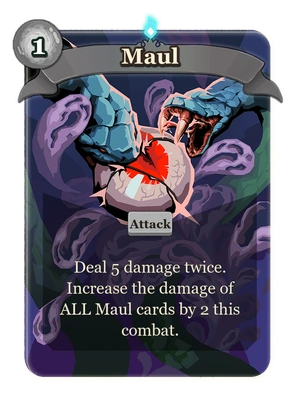 1
Maul
Attack
Deal 5 damage twice.
Increase the damage of
ALL Maul cards by 2 this
combat.